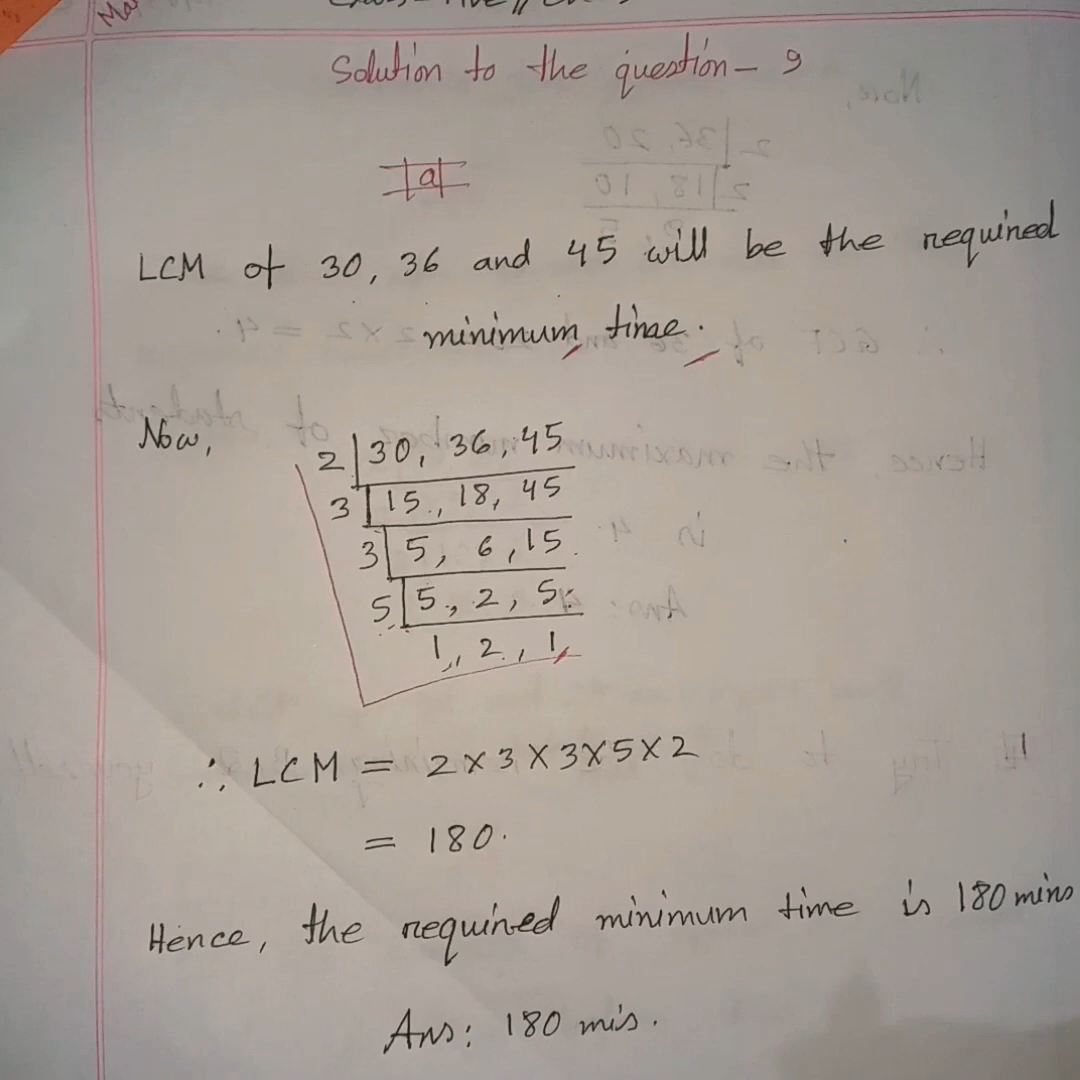 Solution to the question - 9
a
LCM of 30, 36 and 45 will be the required
minimum time.
Now,
2 | 30, 36, 45
3 | 15, 18, 45
3 | 5, 6, 15
5 | 5, 2, 5
1, 2, 1
∴ LCM = 2 × 3 × 3 × 5 × 2
= 180.
Hence, the required minimum time is 180 mins
Ans: 180 mis.